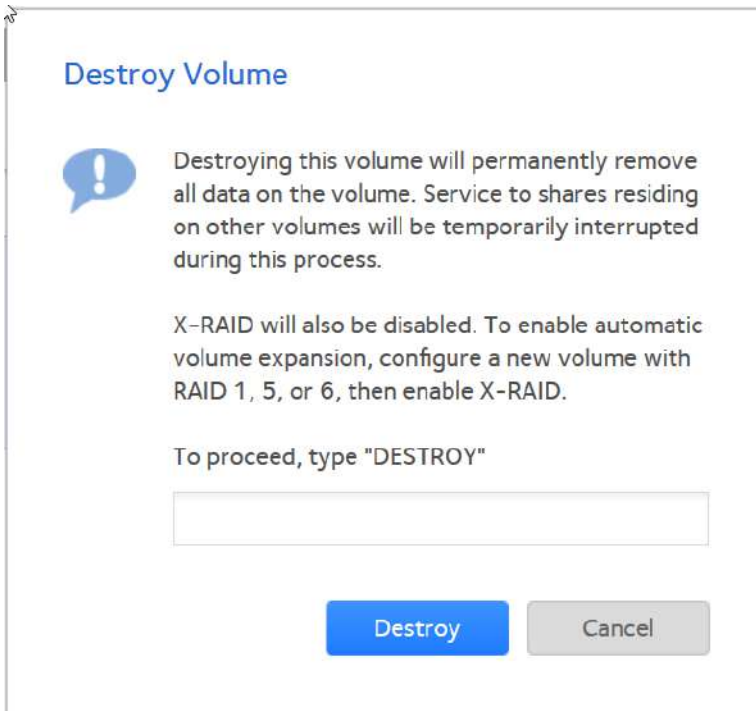 Destroy Volume
Destroying this volume will permanently remove
all data on the volume. Service to shares residing
on other volumes will be temporarily interrupted
during this process.
X-RAID will also be disabled. To enable automatic
volume expansion, configure a new volume with
RAID 1, 5, or 6, then enable X-RAID.
To proceed, type "DESTROY"
Destroy
Cancel